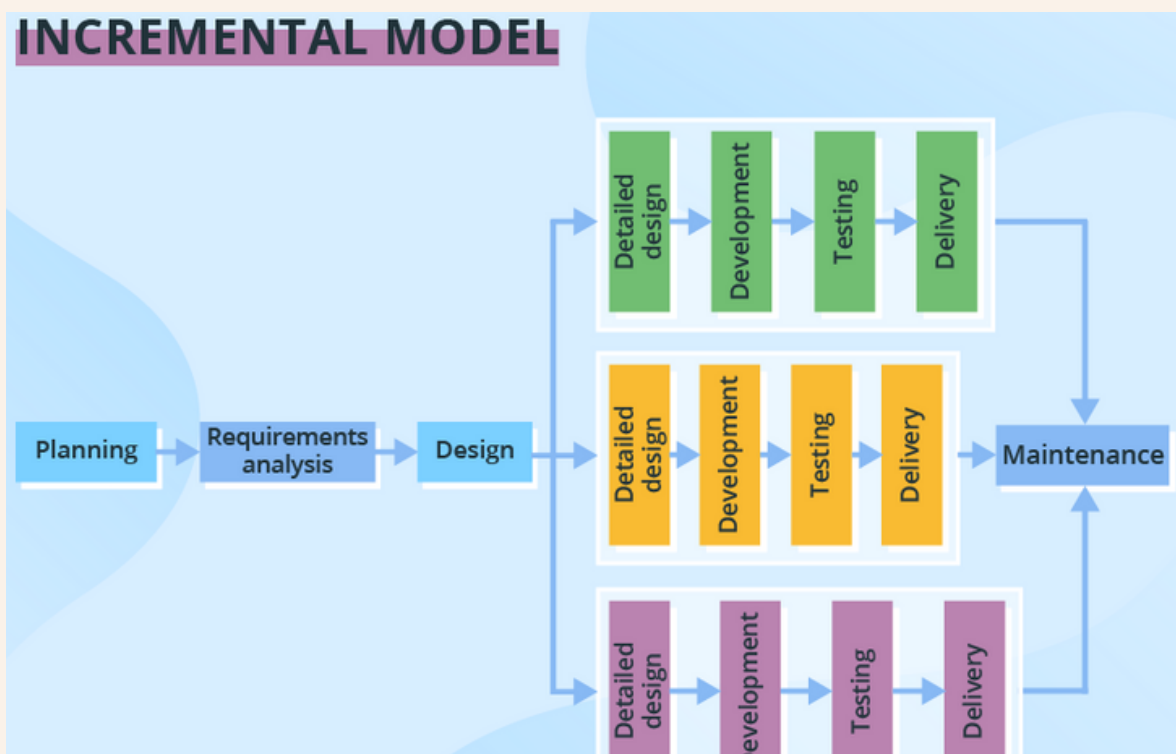 INCREMENTAL MODEL
Detailed
design
Development
Testing
Delivery
Planning
Requirements
analysis
Design
Detailed
design
Development
Testing
Delivery
Maintenance
Detailed
design
Development
Testing
Delivery